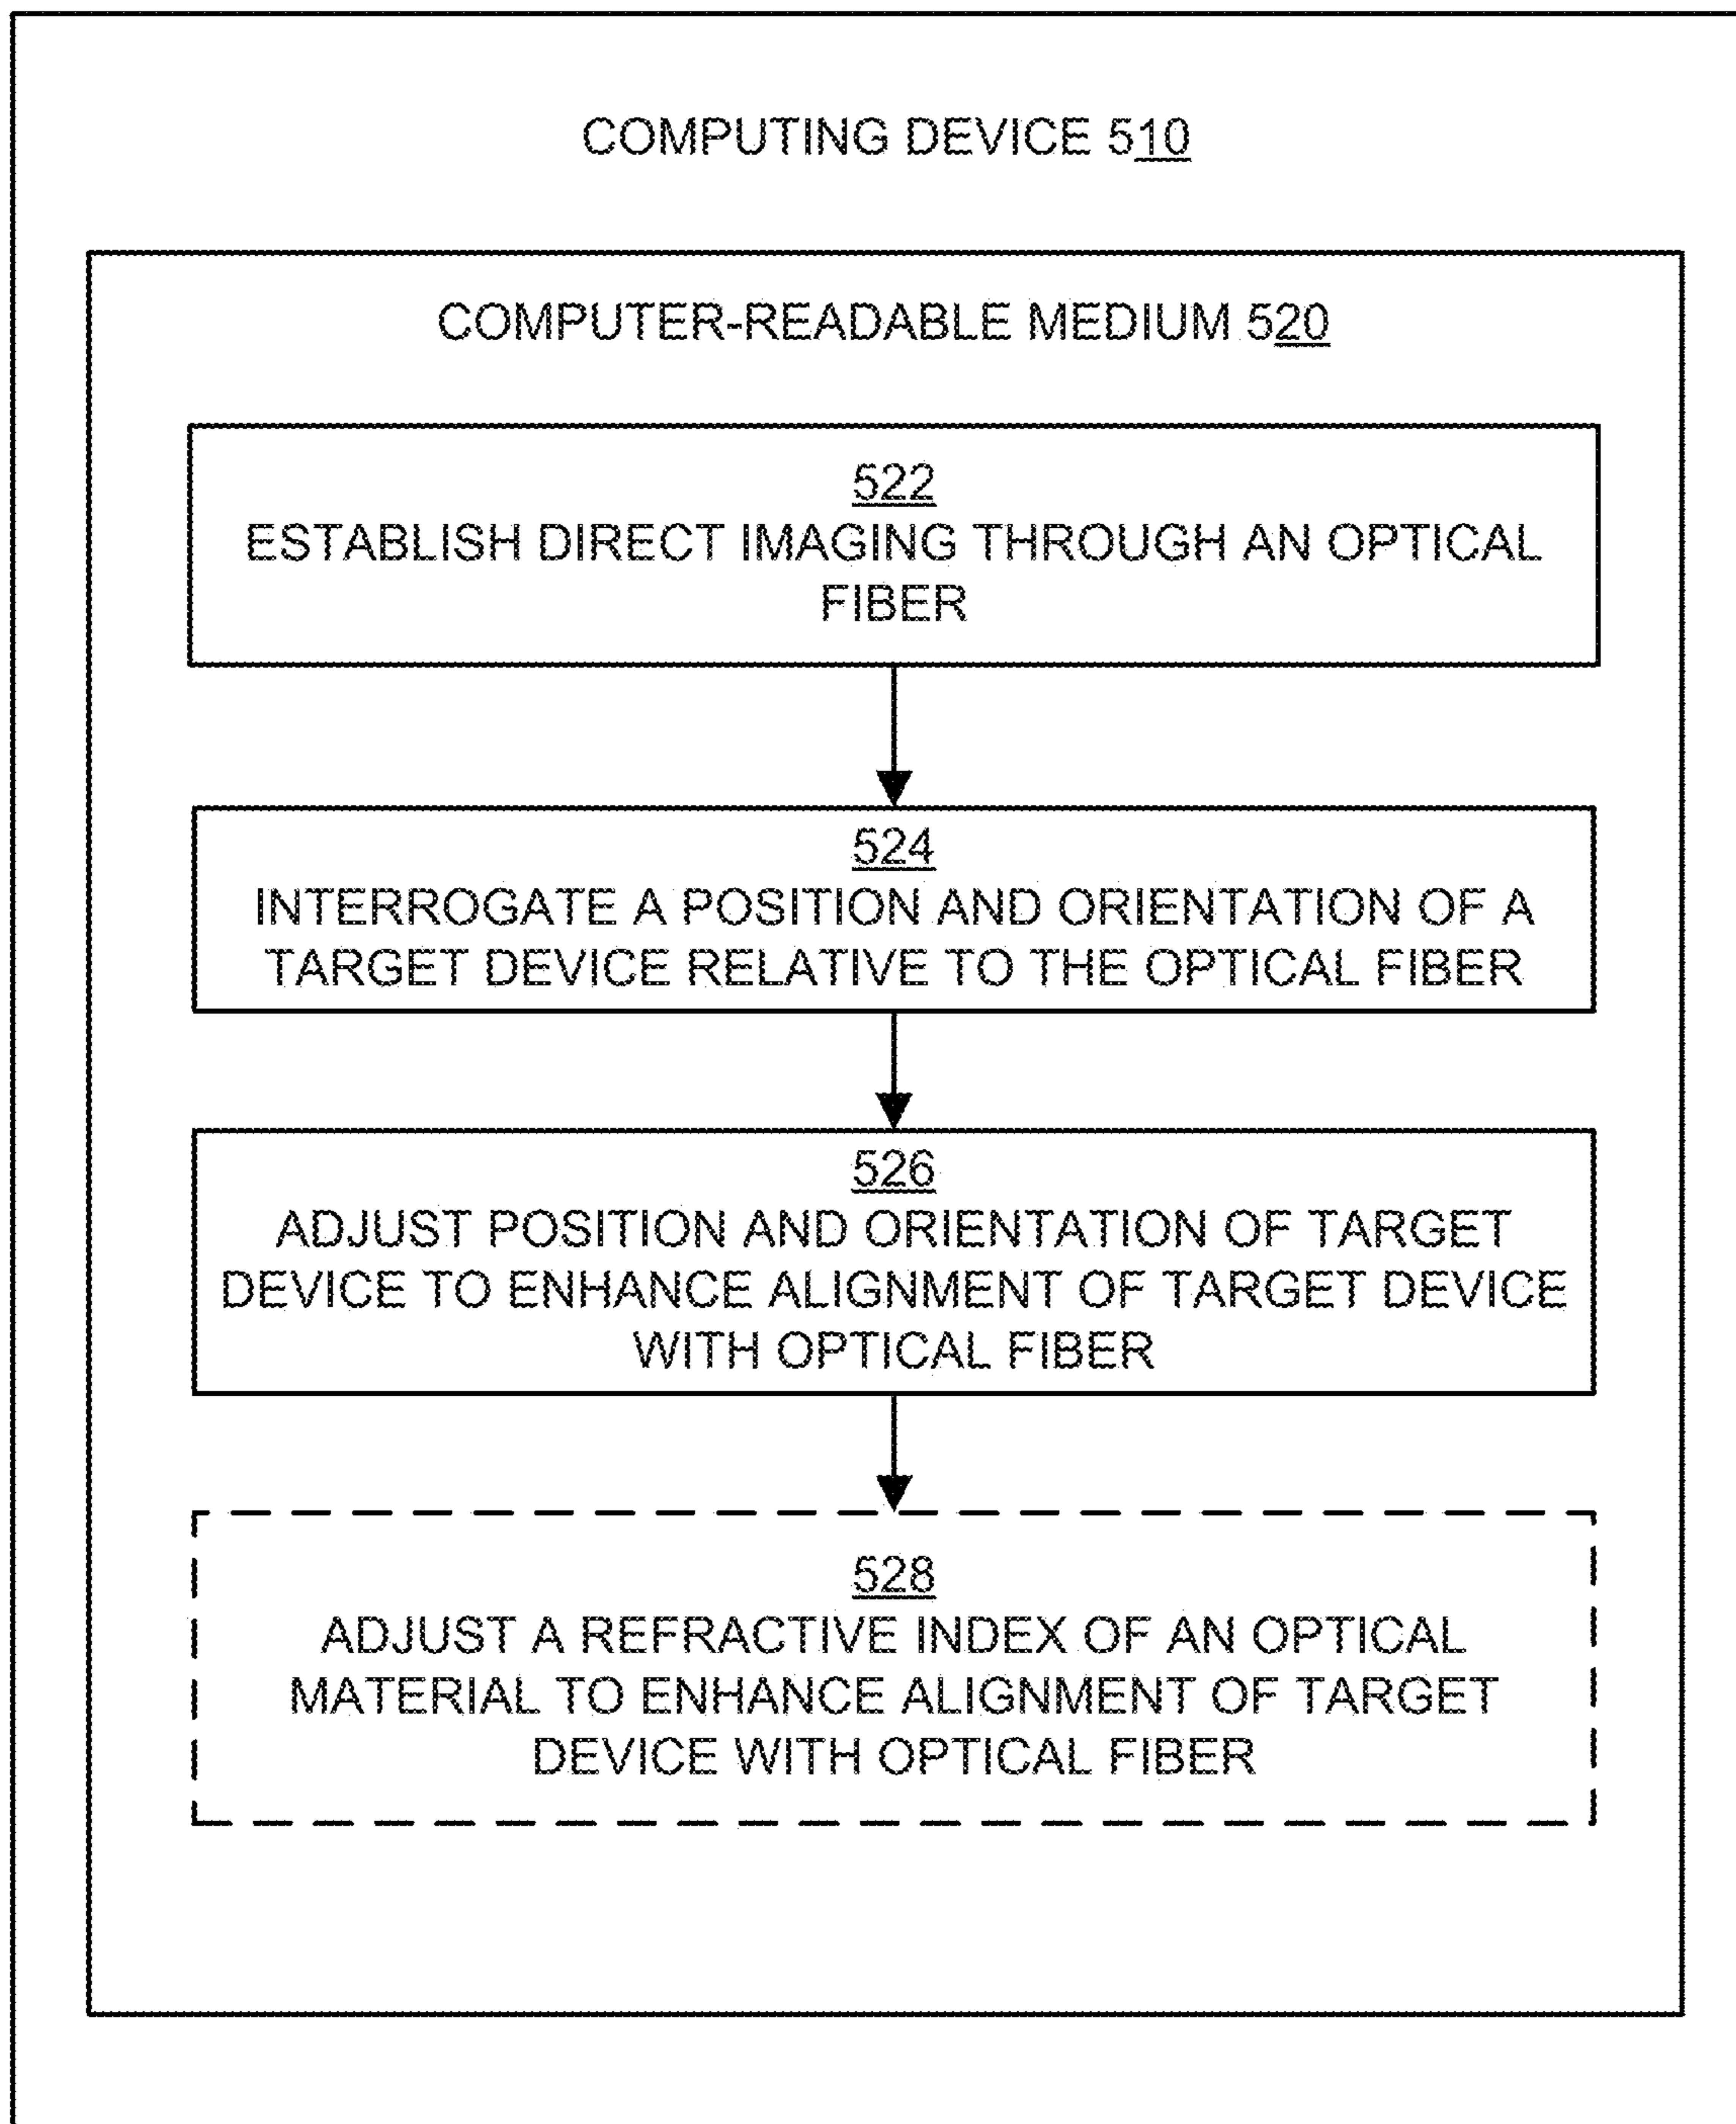 COMPUTING DEVICE 510
COMPUTER-READABLE MEDIUM 520
522
ESTABLISH DIRECT IMAGING THROUGH AN OPTICAL
FIBER
524
INTERROGATE A POSITION AND ORIENTATION OF A
TARGET DEVICE RELATIVE TO THE OPTICAL FIBER
526
ADJUST POSITION AND ORIENTATION OF TARGET
DEVICE TO ENHANCE ALIGNMENT OF TARGET DEVICE
WITH OPTICAL FIBER
528
ADJUST A REFRACTIVE INDEX OF AN OPTICAL
MATERIAL TO ENHANCE ALIGNMENT OF TARGET
DEVICE WITH OPTICAL FIBER